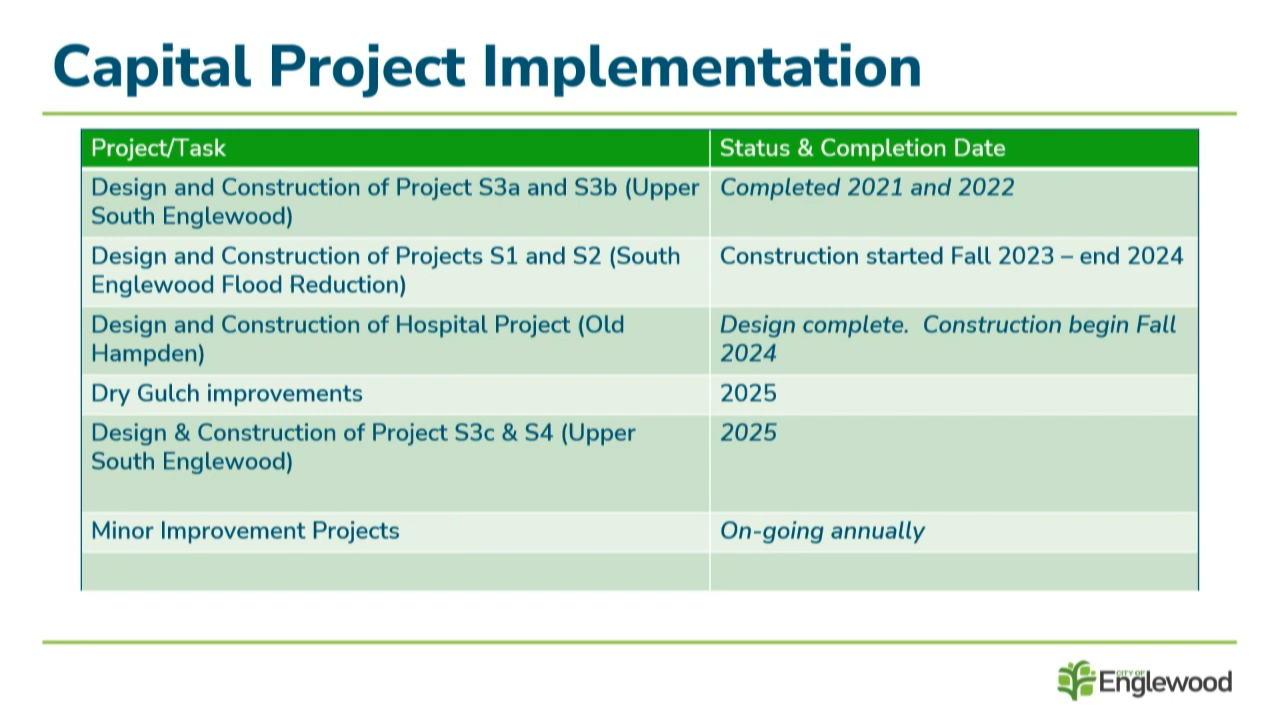 Capital Project Implementation
Project/Task
Status & Completion Date
Design and Construction of Project S3a and S3b (Upper
South Englewood)
Completed 2021 and 2022
Design and Construction of Projects S1 and S2 (South
Englewood Flood Reduction)
Construction started Fall 2023 – end 2024
Design and Construction of Hospital Project (Old
Hampden)
Design complete.  Construction begin Fall
2024
Dry Gulch improvements
2025
Design & Construction of Project S3c & S4 (Upper
South Englewood)
2025
Minor Improvement Projects
On-going annually
CITY OF
Englewood